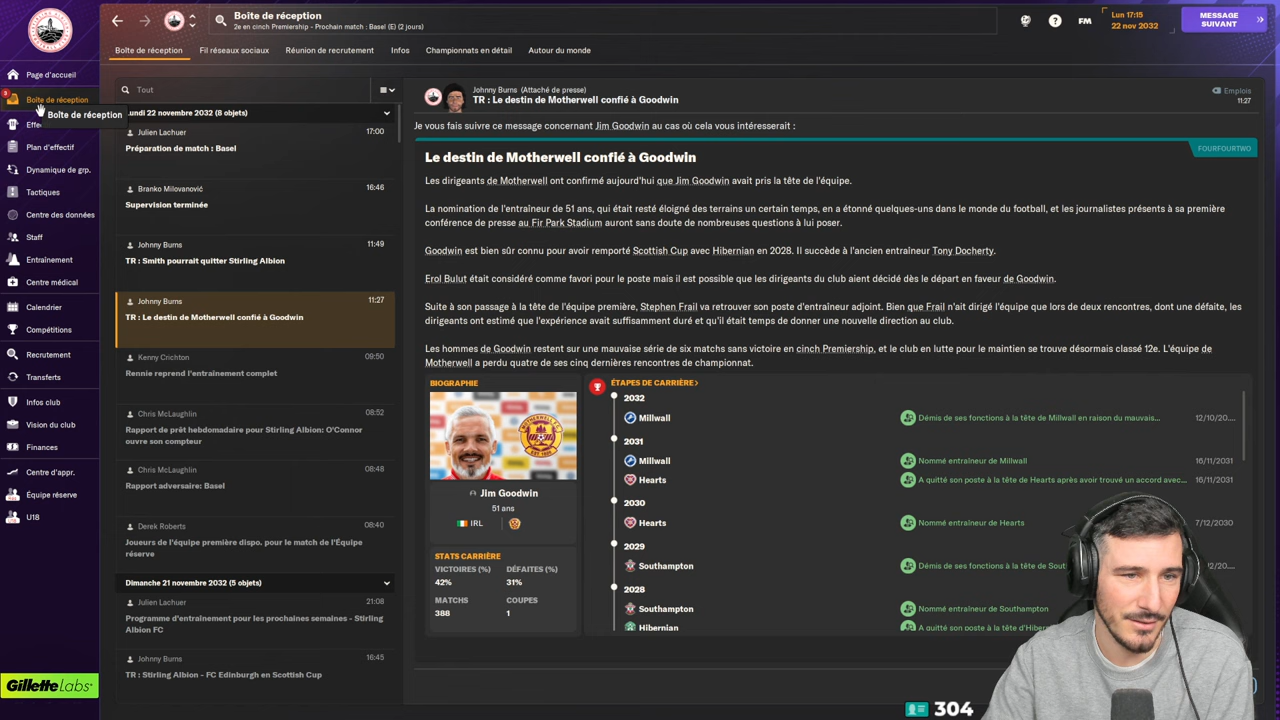 Boîte de réception
2e en cinch Premiership - Prochain match : Basel (E) (2 jours)
Lun 17:15
22 nov 2032
FM
MESSAGE SUIVANT
Boîte de réception
Fil réseaux sociaux
Réunion de recrutement
Infos
Championnats en détail
Autour du monde
Page d'accueil
3
Boîte de réception
Boîte de réception
Plan d'effectif
Dynamique de grp.
Tactiques
Centre des données
Staff
Entraînement
Centre médical
Calendrier
Compétitions
Recrutement
Transferts
Infos club
Vision du club
Finances
Centre d'appr.
Équipe réserve
U18
Gillette Labs
Tout
undi 22 novembre 2032 (8 objets)
Julien Lachuer 17:00
Préparation de match : Basel
Branko Milovanović 16:46
Supervision terminée
Johnny Burns 11:49
TR : Smith pourrait quitter Stirling Albion
Johnny Burns 11:27
TR : Le destin de Motherwell confié à Goodwin
Kenny Crichton 09:50
Rennie reprend l'entraînement complet
Chris McLaughlin 08:52
Rapport de prêt hebdomadaire pour Stirling Albion: O'Connor
ouvre son compteur
Chris McLaughlin 08:48
Rapport adversaire: Basel
Derek Roberts 08:40
Joueurs de l'équipe première dispo. pour le match de l'Équipe
réserve
Dimanche 21 novembre 2032 (5 objets)
Julien Lachuer 21:08
Programme d'entraînement pour les prochaines semaines - Stirling
Albion FC
Johnny Burns 16:45
TR : Stirling Albion - FC Edinburgh en Scottish Cup
Johnny Burns (Attaché de presse)
TR : Le destin de Motherwell confié à Goodwin
Emplois
11:27
Je vous fais suivre ce message concernant Jim Goodwin au cas où cela vous intéresserait :
FOURFOURTWO
Le destin de Motherwell confié à Goodwin
Les dirigeants de Motherwell ont confirmé aujourd'hui que Jim Goodwin avait pris la tête de l'équipe.
La nomination de l'entraîneur de 51 ans, qui était resté éloigné des terrains un certain temps, en a étonné quelques-uns dans le monde du football, et les journalistes présents à sa première
conférence de presse au Fir Park Stadium auront sans doute de nombreuses questions à lui poser.
Goodwin est bien sûr connu pour avoir remporté Scottish Cup avec Hibernian en 2028. Il succède à l'ancien entraîneur Tony Docherty.
Erol Bulut était considéré comme favori pour le poste mais il est possible que les dirigeants du club aient décidé dès le départ en faveur de Goodwin.
Suite à son passage à la tête de l'équipe première, Stephen Frail va retrouver son poste d'entraîneur adjoint. Bien que Frail n'ait dirigé l'équipe que lors de deux rencontres, dont une défaite, les
dirigeants ont estimé que l'expérience avait suffisamment duré et qu'il était temps de donner une nouvelle direction au club.
Les hommes de Goodwin restent sur une mauvaise série de six matchs sans victoire en cinch Premiership, et le club en lutte pour le maintien se trouve désormais classé 12e. L'équipe de
Motherwell a perdu quatre de ses cinq dernières rencontres de championnat.
BIOGRAPHIE
Jim Goodwin
51 ans
IRL
STATS CARRIÈRE
VICTOIRES (%) DÉFAITES (%)
42% 31%
MATCHS COUPES
388 1
ÉTAPES DE CARRIÈRE>
2032
Millwall Démis de ses fonctions à la tête de Millwall en raison du mauvais... 12/10/20....
2031
Millwall Nommé entraîneur de Millwall 16/11/2031
Hearts A quitté son poste à la tête de Hearts après avoir trouvé un accord avec... 16/11/2031
2030
Hearts Nommé entraîneur de Hearts 7/12/2030
2029
Southampton Démis de ses fonctions à la tête de Sout
2028
Southampton Nommé entraîneur de Southampton
Hibernian A quitté son poste à la tête d'Hiber
304